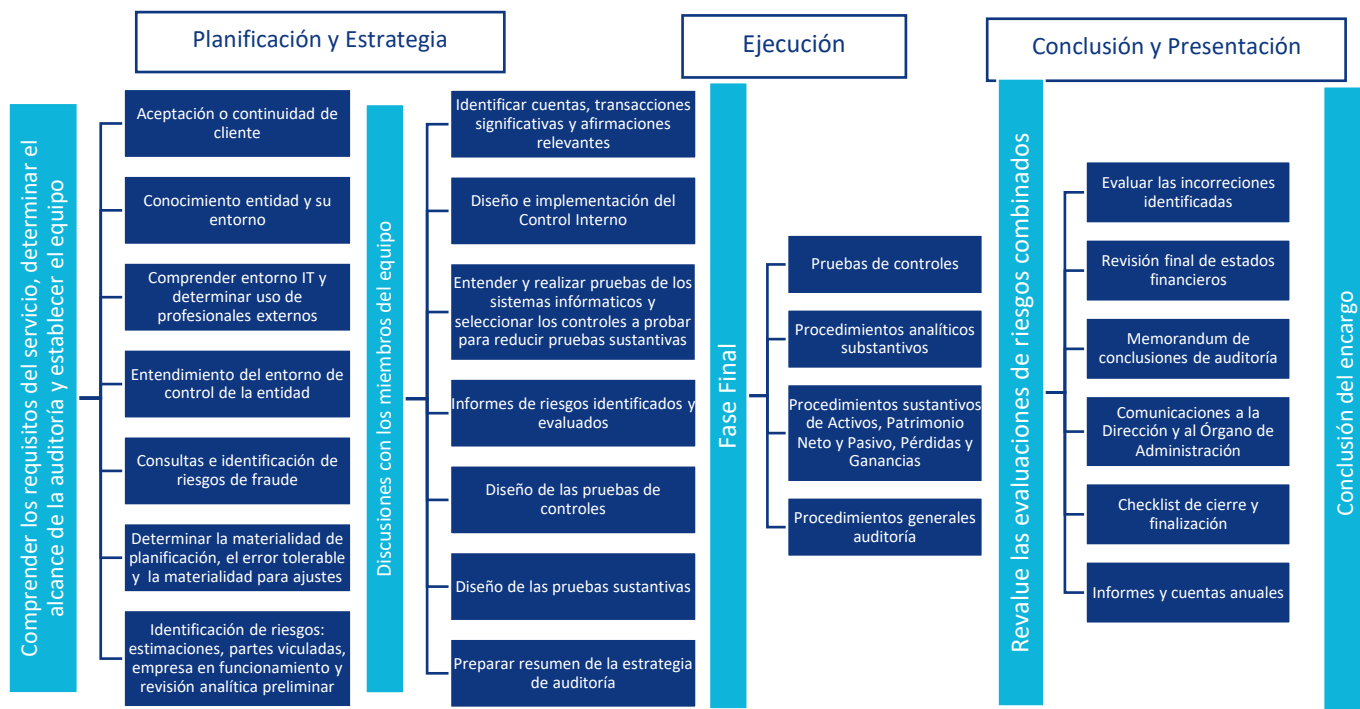 Planificación y Estrategia
Ejecución
Conclusión y Presentación
Comprender los requisitos del servicio, determinar el
alcance de la auditoría y establecer el equipo
Aceptación o continuidad de
cliente
Conocimiento entidad y su
entorno
Comprender entorno IT y
determinar uso de
profesionales externos
Entendimiento del entorno de
control de la entidad
Consultas e identificación de
riesgos de fraude
Determinar la materialidad de
planificación, el error tolerable
y la materialidad para ajustes
Identificación de riesgos:
estimaciones, partes viculadas,
empresa en funcionamiento y
revisión analítica preliminar
Discusiones con los miembros del equipo
Identificar cuentas, transacciones
significativas y afirmaciones
relevantes
Diseño e implementación del
Control Interno
Entender y realizar pruebas de los
sistemas infórmaticos y
seleccionar los controles a probar
para reducir pruebas sustantivas
Informes de riesgos identificados y
evaluados
Diseño de las pruebas de
controles
Diseño de las pruebas sustantivas
Preparar resumen de la estrategia
de auditoría
Fase Final
Pruebas de controles
Procedimientos analíticos
substantivos
Procedimientos sustantivos
de Activos, Patrimonio
Neto y Pasivo, Pérdidas y
Ganancias
Procedimientos generales
auditoría
Revalue las evaluaciones de riesgos combinados
Evaluar las incorreciones
identificadas
Revisión final de estados
financieros
Memorandum de
conclusiones de auditoría
Comunicaciones a la
Dirección y al Órgano de
Administración
Checklist de cierre y
finalización
Informes y cuentas anuales
Conclusión del encargo